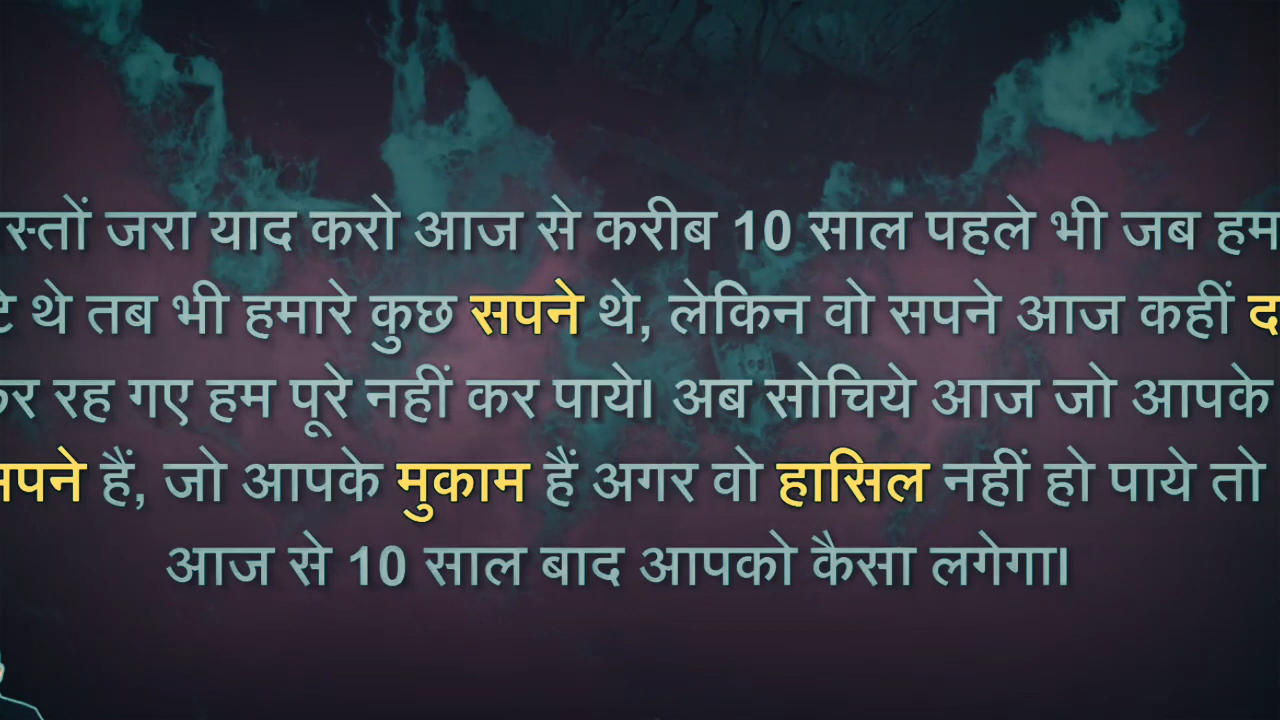 स्तों जरा याद करो आज से करीब 10 साल पहले भी जब हम
थे तब भी हमारे कुछ सपने थे, लेकिन वो सपने आज कहीं
रह गए हम पूरे नहीं कर पाये। अब सोचिये आज जो आपके
सपने हैं, जो आपके मुकाम हैं अगर वो हासिल नहीं हो पाये तो
आज से 10 साल बाद आपको कैसा लगेगा।